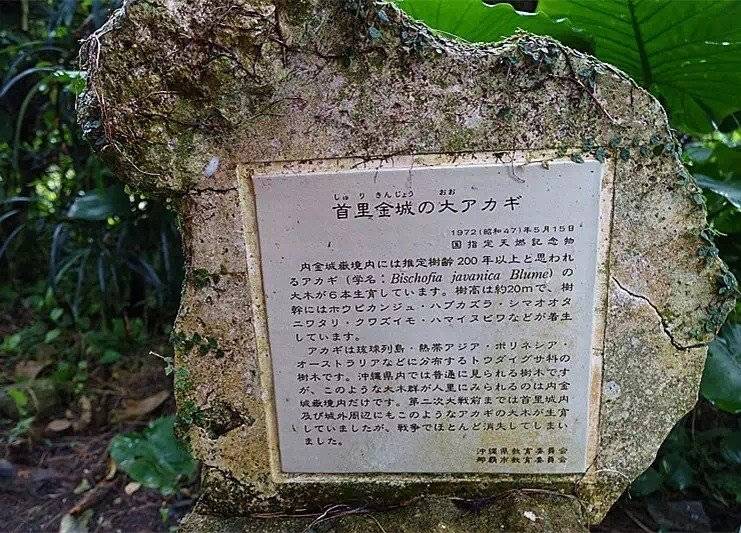 しゅり きんじょう おお
首里金城の大アカギ
1972(昭和47)年5月15日
国指定天燃記念物
内金城嶽境内には推定樹齢200年以上と思われ
るアカギ(学名:Bischofia javanica Blume)の
大木が6本生育しています。樹高は約20mで、樹
幹にはホウビカンジュ・ハブカズラ・シマオオタ
ニワタリ・クワズイモ・ハマイヌビワなどが着生
しています。
アカギは琉球列島・熱帯アジア・ポリネシア・
オーストラリアなどに分布するトウダイグサ科の
樹木です。沖縄県内では普通に見られる樹木です
が、このような大木群が人里にみられるのは内金
城嶽境内だけです。第二次大戦前までは首里城内
及び城外周辺にもこのようなアカギの大木が生育
していましたが、戦争でほとんど消失してしまい
ました。
沖縄県教育委員会
那覇市教育委員会